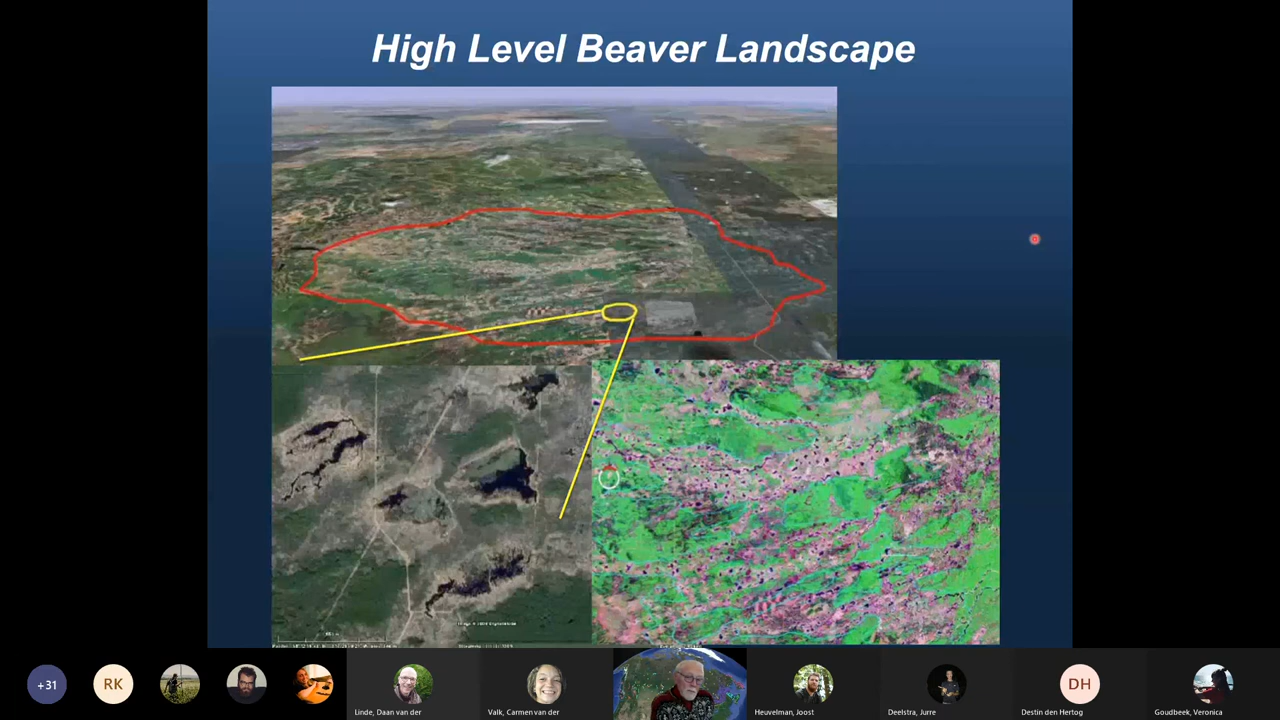 High Level Beaver Landscape
+31
RK
Linde, Daan van der
Valk, Carmen van der
Heuvelman, Joost
Deelstra, Jurre
DH
Destin den Hertog
Goudbeek, Veronica